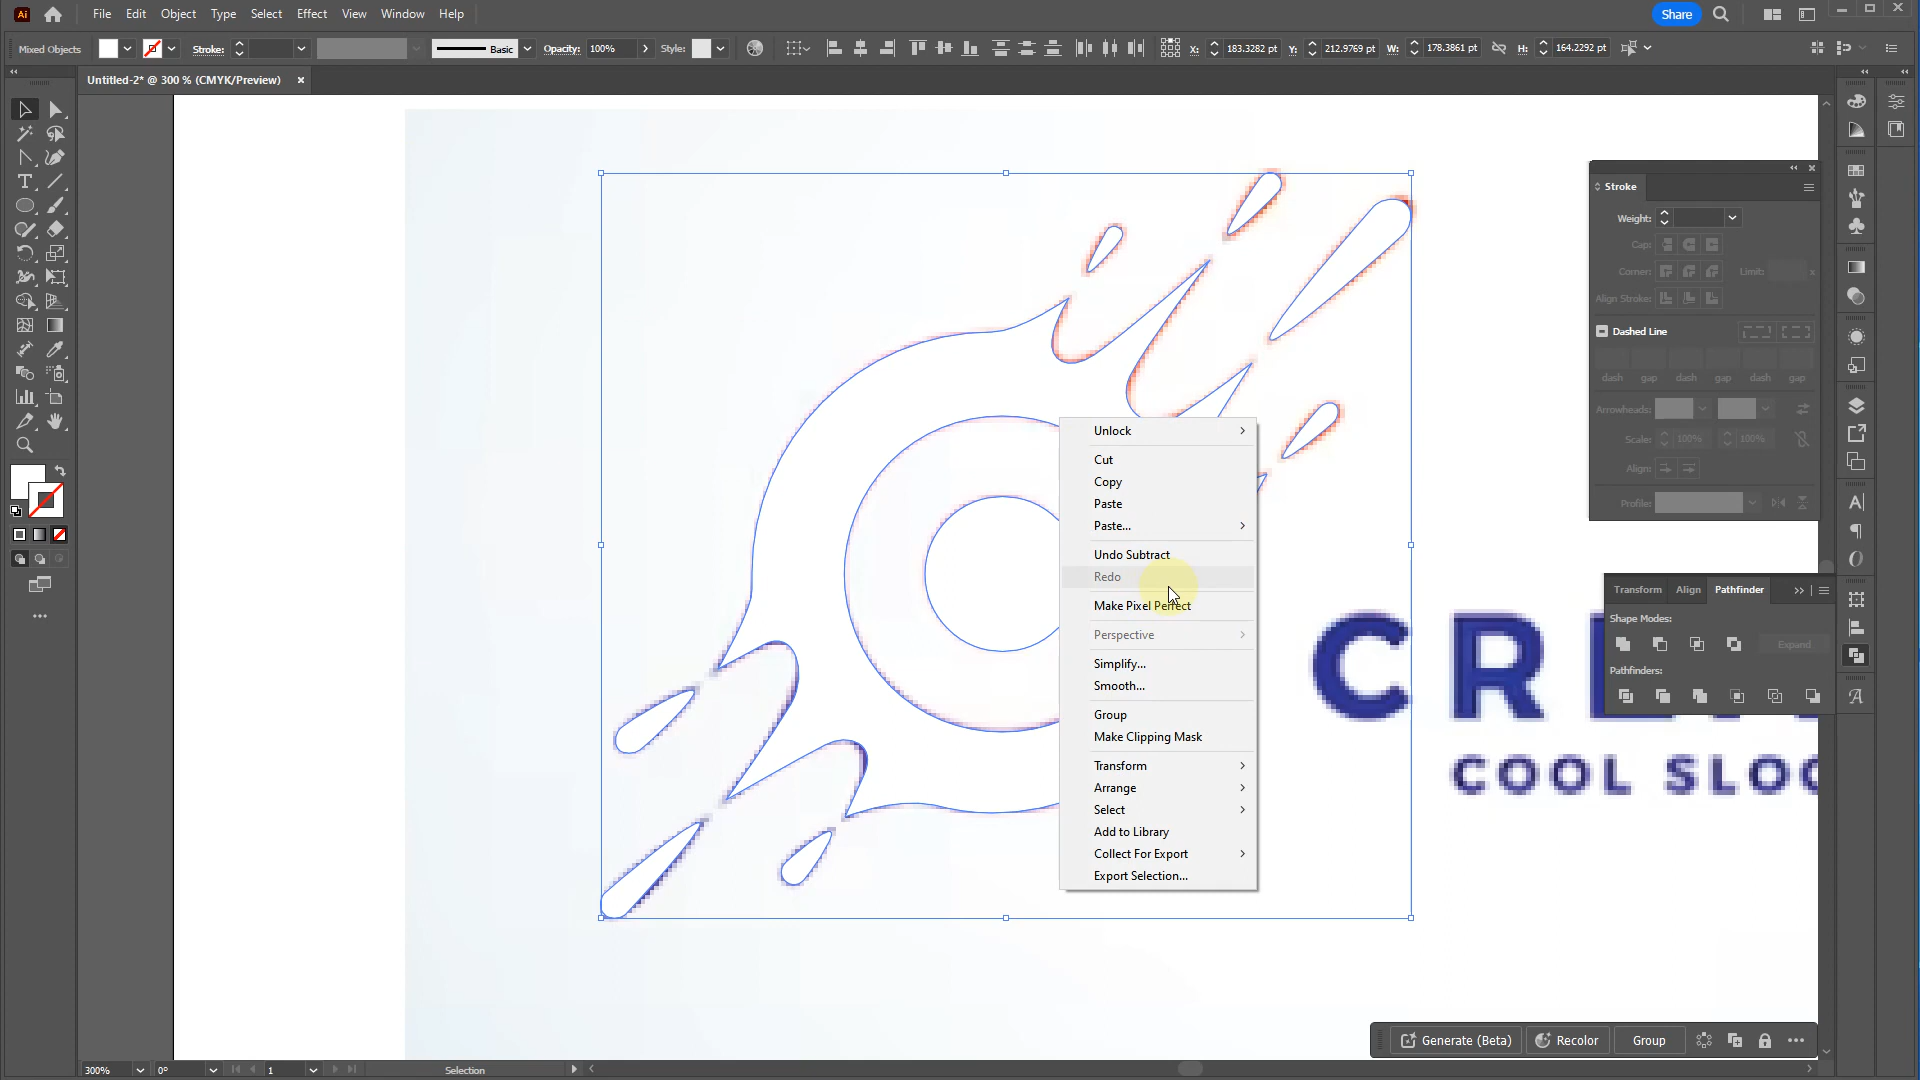 Ai File Edit Object Type Select Effect View Window Help Share
Mixed Objects Stroke: Basic Opacity: 100% Style: X: 183.3282 pt Y: 212.9769 pt W: 178.3861 pt H: 164.2292 pt
Untitled-2* @ 300 % (CMYK/Preview) ×
Stroke
Weight:
Cap:
Corner: Limit: x
Align Stroke:
Dashed Line
dash gap dash gap dash gap
Arrowheads:
Scale: 100% 100%
Align:
Profile:
Unlock
Cut
Copy
Paste
Paste...
Undo Subtract
Redo
Make Pixel Perfect
Perspective
Simplify...
Smooth...
Group
Make Clipping Mask
Transform
Arrange
Select
Add to Library
Collect For Export
Export Selection...
Transform Align Pathfinder
Shape Modes:
Expand
Pathfinders:
COOL
Generate (Beta) Recolor Group
300% 0° 1 Selection